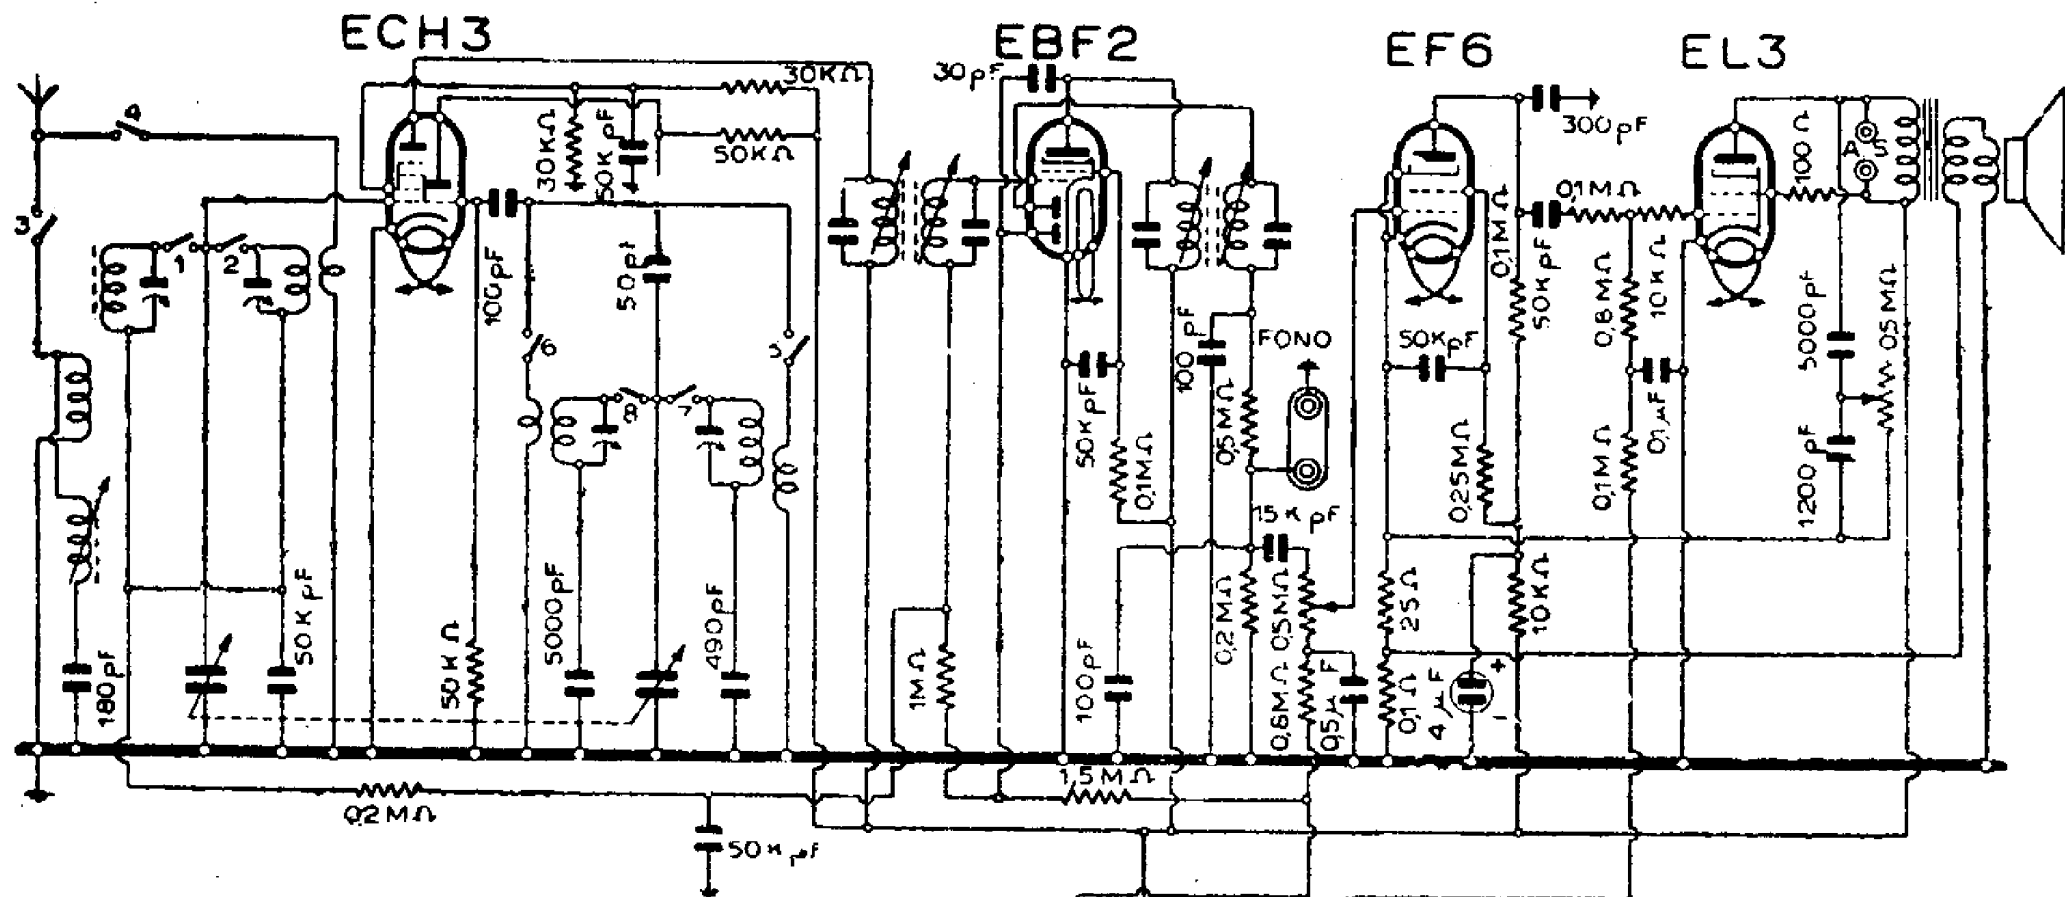 ECH3
EBF2
EF6
EL3
30KΩ
30pF
4
30KΩ
50KpF
50KΩ
300pF
100Ω
A S
3
1
2
0,1MΩ
100pF
50pF
0,1MΩ
50KpF
0,8MΩ
10KΩ
5000pF
0,5MΩ
6
5
100pF
FONO
50KpF
8
7
50KpF
0,1MΩ
0,5MΩ
0,25MΩ
0,1MΩ
0,1μF
1200pF
15KpF
180pF
50KpF
50KΩ
5000pF
490pF
1MΩ
100pF
0,2MΩ
0,5MΩ
25Ω
10KΩ
0,8MΩ
0,5μF
0,1Ω
4μF
+
-
0,2MΩ
1,5MΩ
50KpF